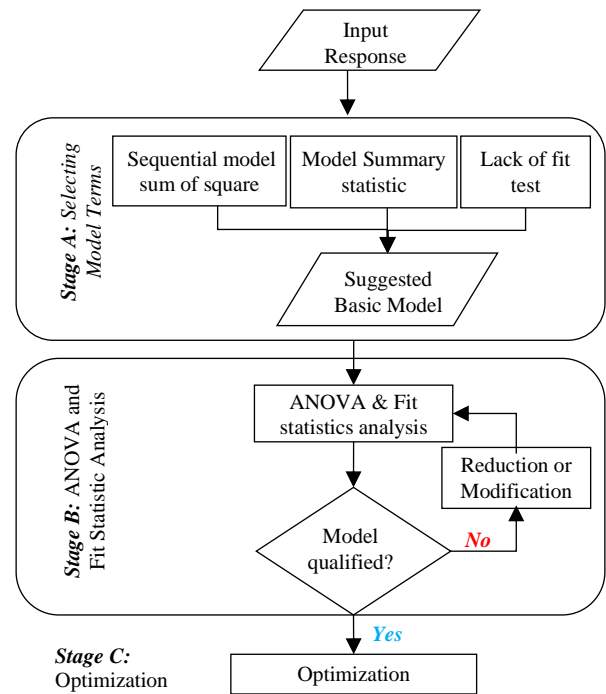 Input
Response
Stage A: Selecting
Model Terms
Sequential model
sum of square
Model Summary
statistic
Lack of fit
test
Suggested
Basic Model
Stage B: ANOVA and
Fit Statistic Analysis
ANOVA & Fit
statistics analysis
Reduction or
Modification
Model
qualified?
No
Yes
Stage C:
Optimization
Optimization